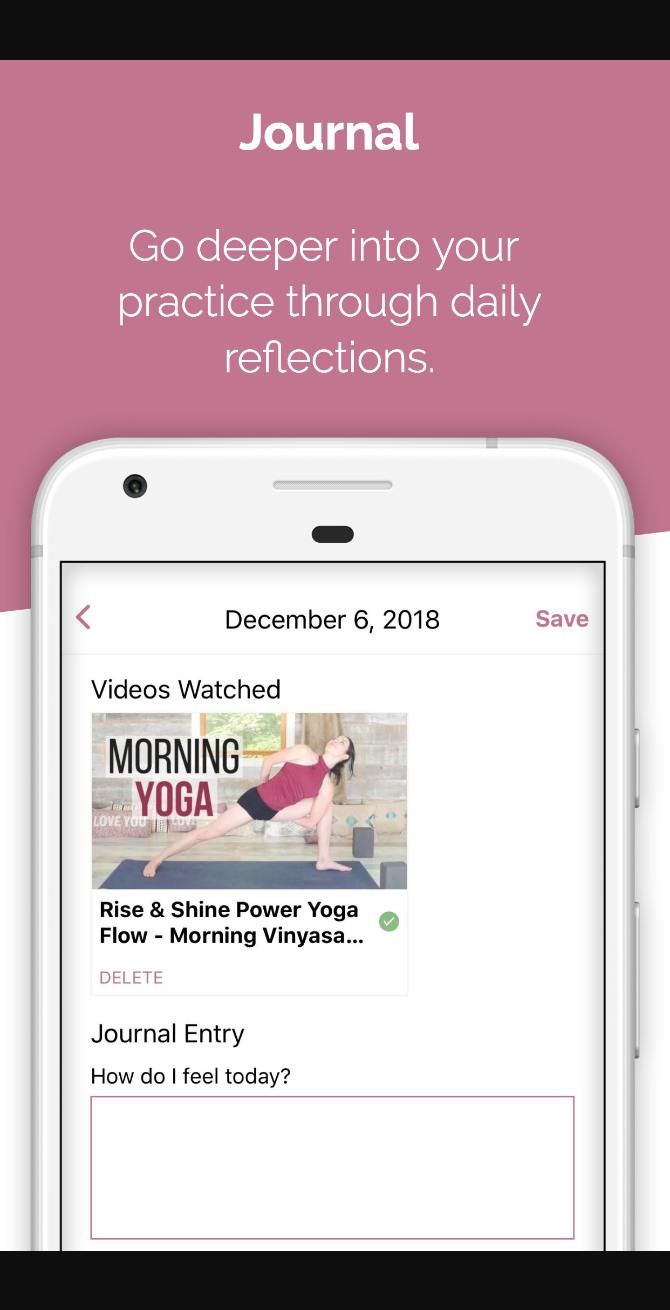 Journal
Go deeper into your
practice through daily
reflections.
December 6, 2018
Save
Videos Watched
MORNING
YOGA
LOVE YOU
Rise & Shine Power Yoga
Flow - Morning Vinyasa...
DELETE
Journal Entry
How do I feel today?